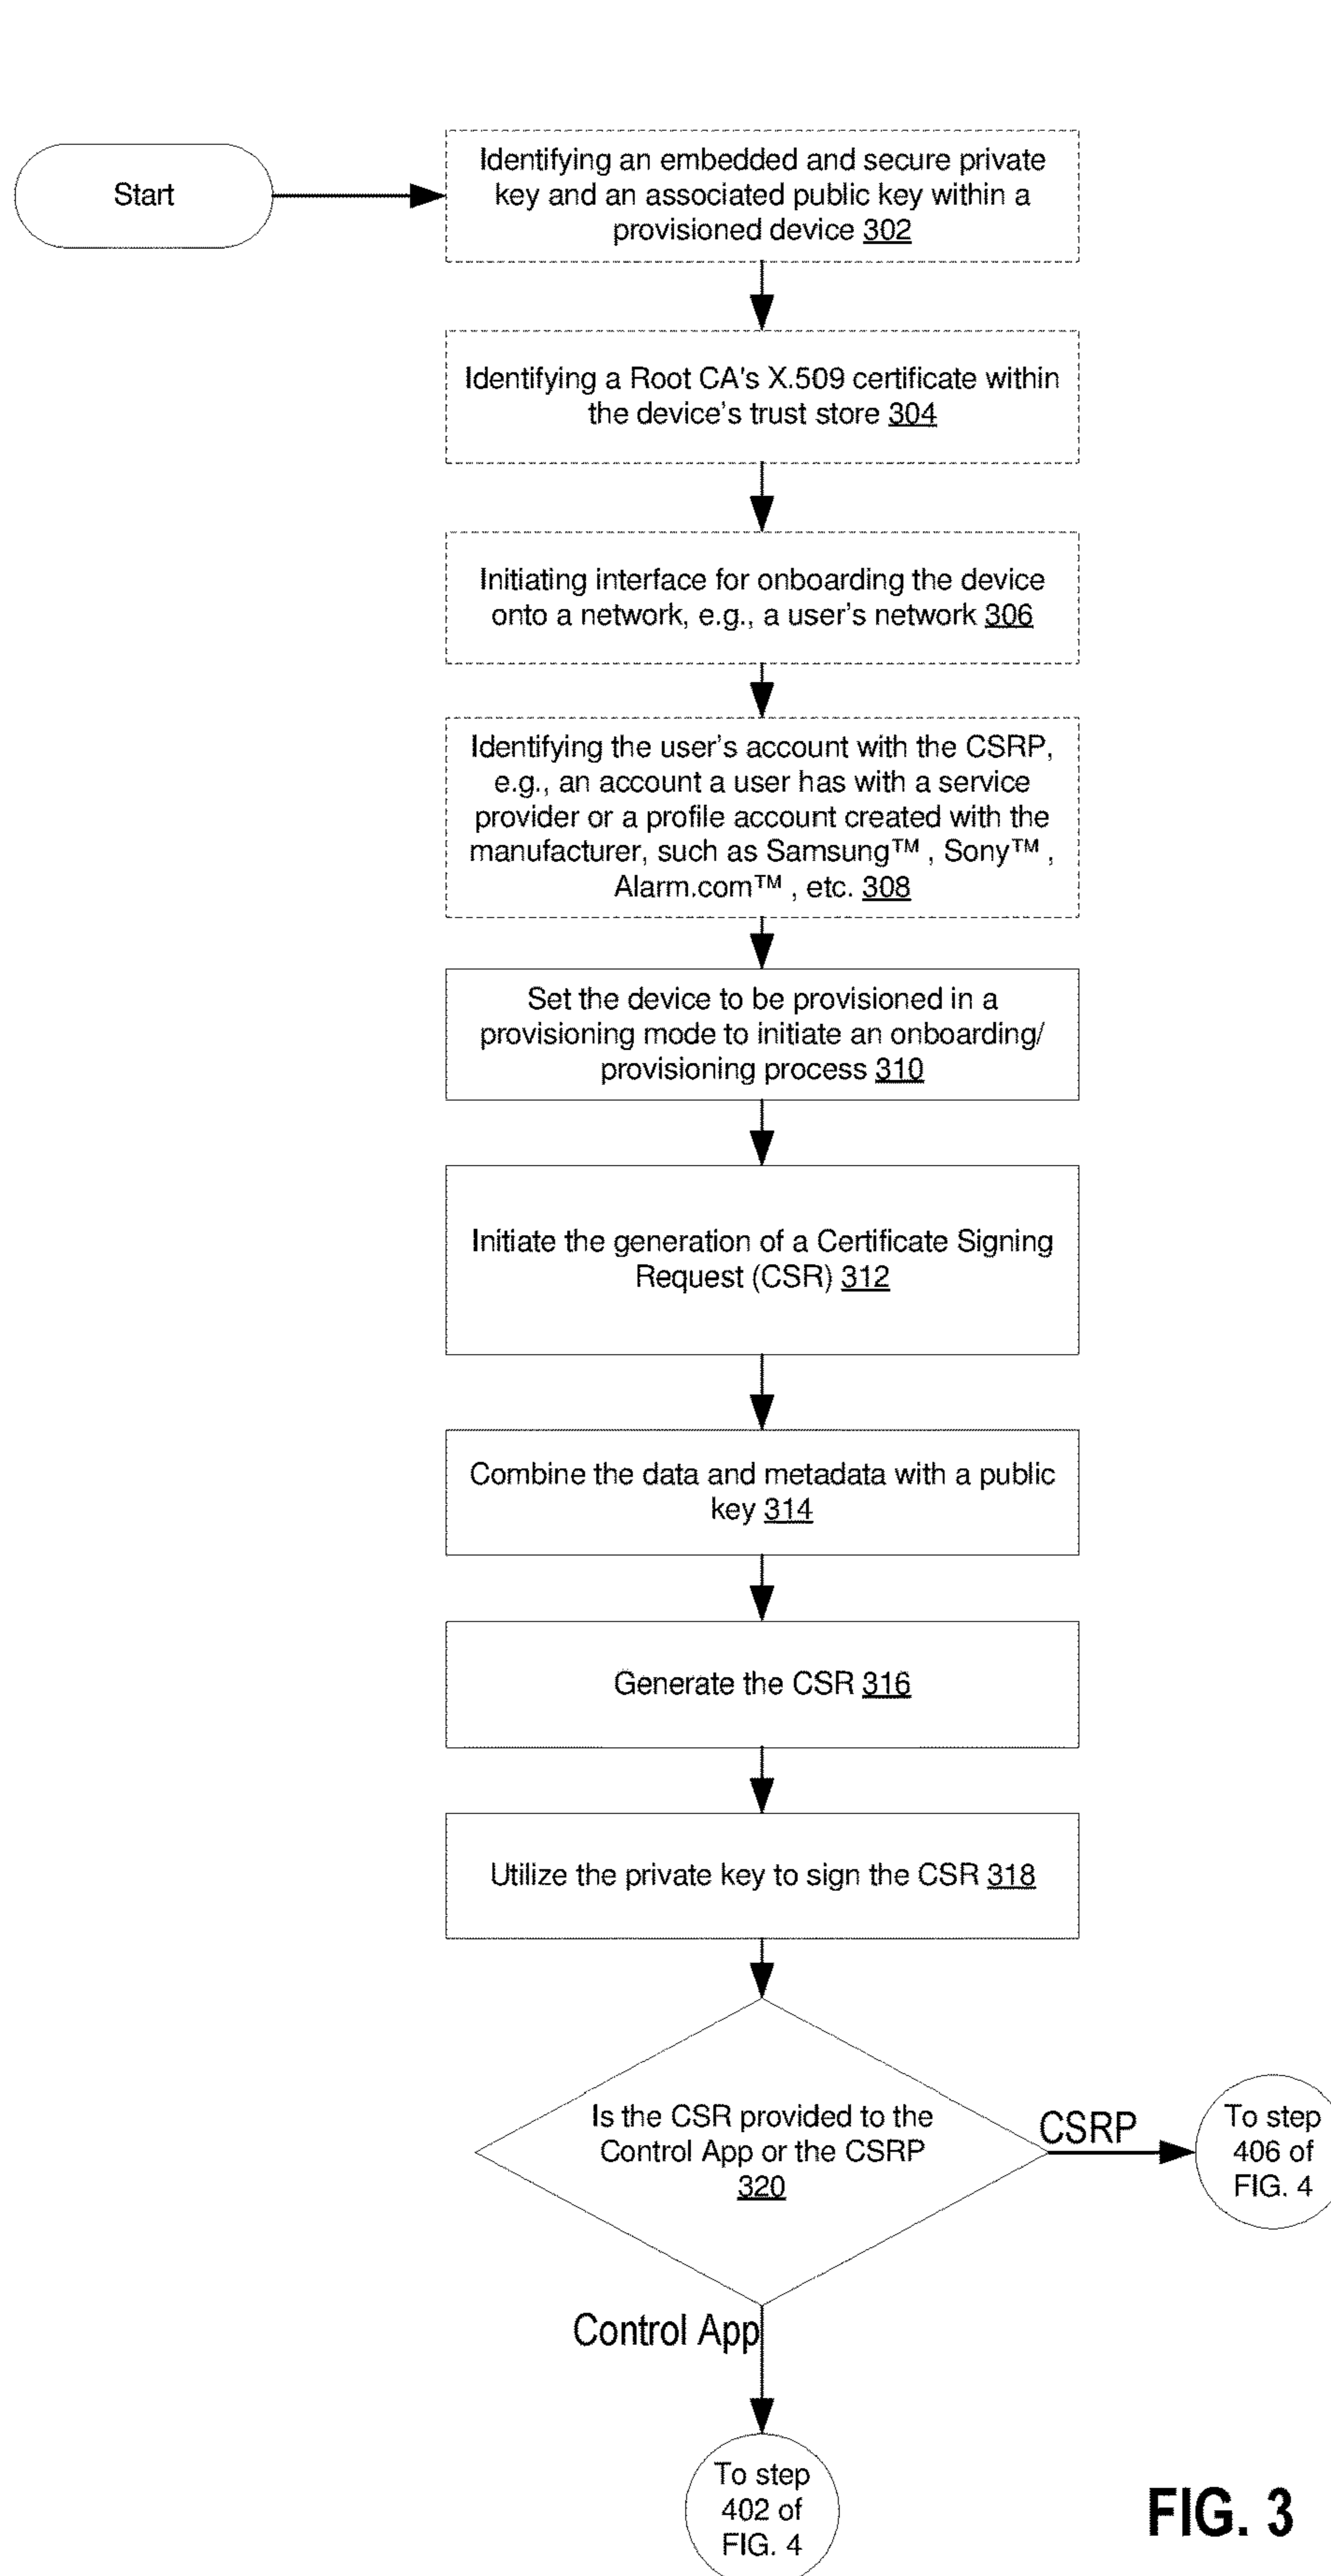 Start
Identifying an embedded and secure private
key and an associated public key within a
provisioned device 302
Identifying a Root CA's X.509 certificate within
the device’s trust store 304
Initiating interface for onboarding the device
onto a network, e.g., a user’s network 306
Identifying the user’s account with the CSRP,
e.g., an account a user has with a service
provider or a profile account created with the
manufacturer, such as Samsung™ , Sony™ ,
Alarm.com™ , etc. 308
Set the device to be provisioned in a
provisioning mode to initiate an onboarding/
provisioning process 310
Initiate the generation of a Certificate Signing
Request (CSR) 312
Combine the data and metadata with a public
key 314
Generate the CSR 316
Utilize the private key to sign the CSR 318
Is the CSR provided to the
Control App or the CSRP
320
CSRP
To step
406 of
FIG. 4
Control App
To step
402 of
FIG. 4
FIG. 3